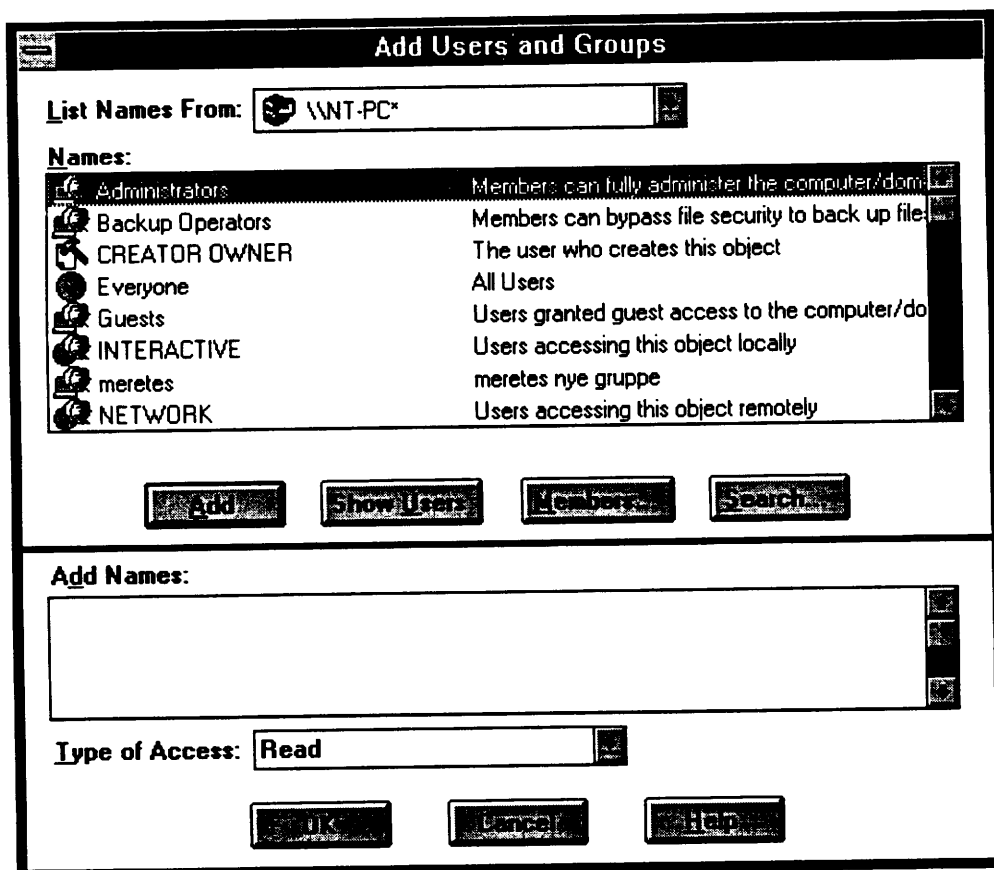 Add Users and Groups
List Names From: \\NT-PC*
Names:
Administrators Members can fully administer the computer/dom
Backup Operators Members can bypass file security to back up file
CREATOR OWNER The user who creates this object
Everyone All Users
Guests Users granted guest access to the computer/do
INTERACTIVE Users accessing this object locally
meretes meretes nye gruppe
NETWORK Users accessing this object remotely
Add Show Users Members... Search...
Add Names:
Type of Access: Read
OK Cancel Help